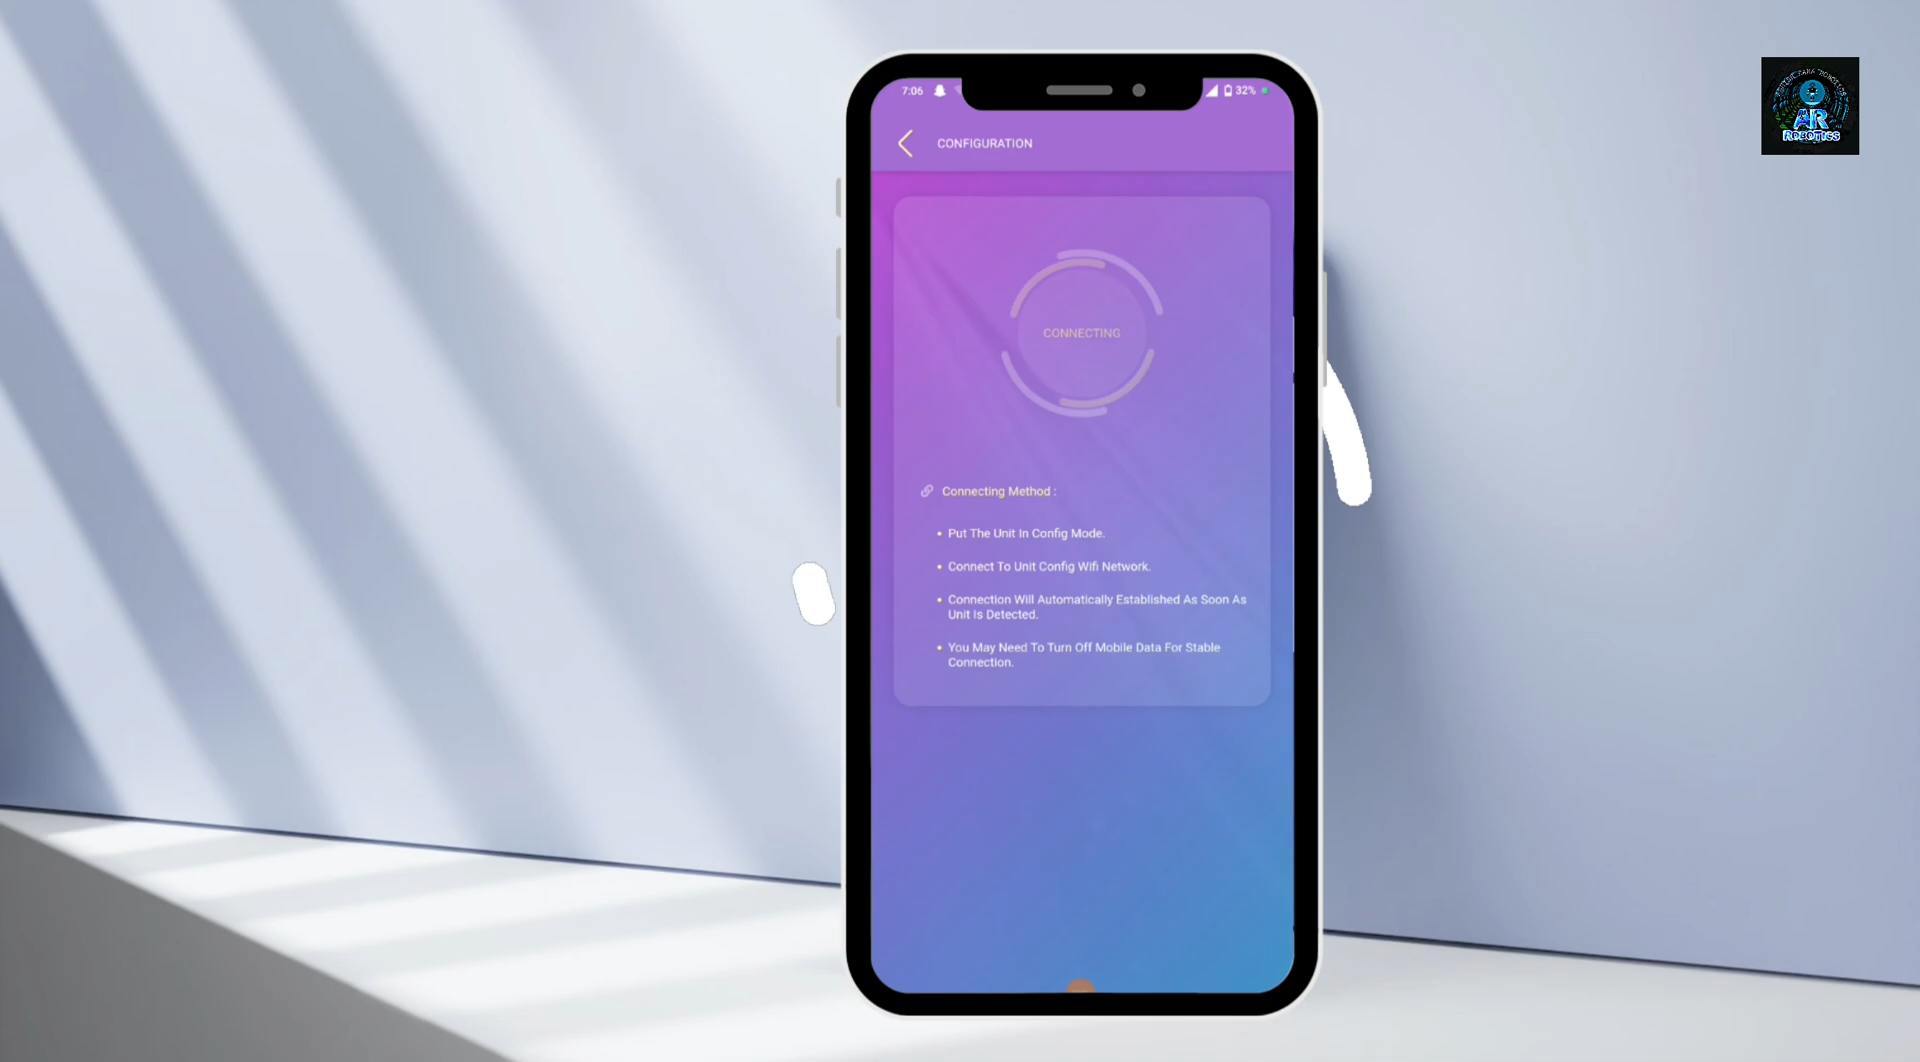 7:06
32%
CONFIGURATION
CONNECTING
Connecting Method :
• Put The Unit In Config Mode.
• Connect To Unit Config Wifi Network.
• Connection Will Automatically Established As Soon As
Unit Is Detected.
• You May Need To Turn Off Mobile Data For Stable
Connection.
AR
ROBOTICS